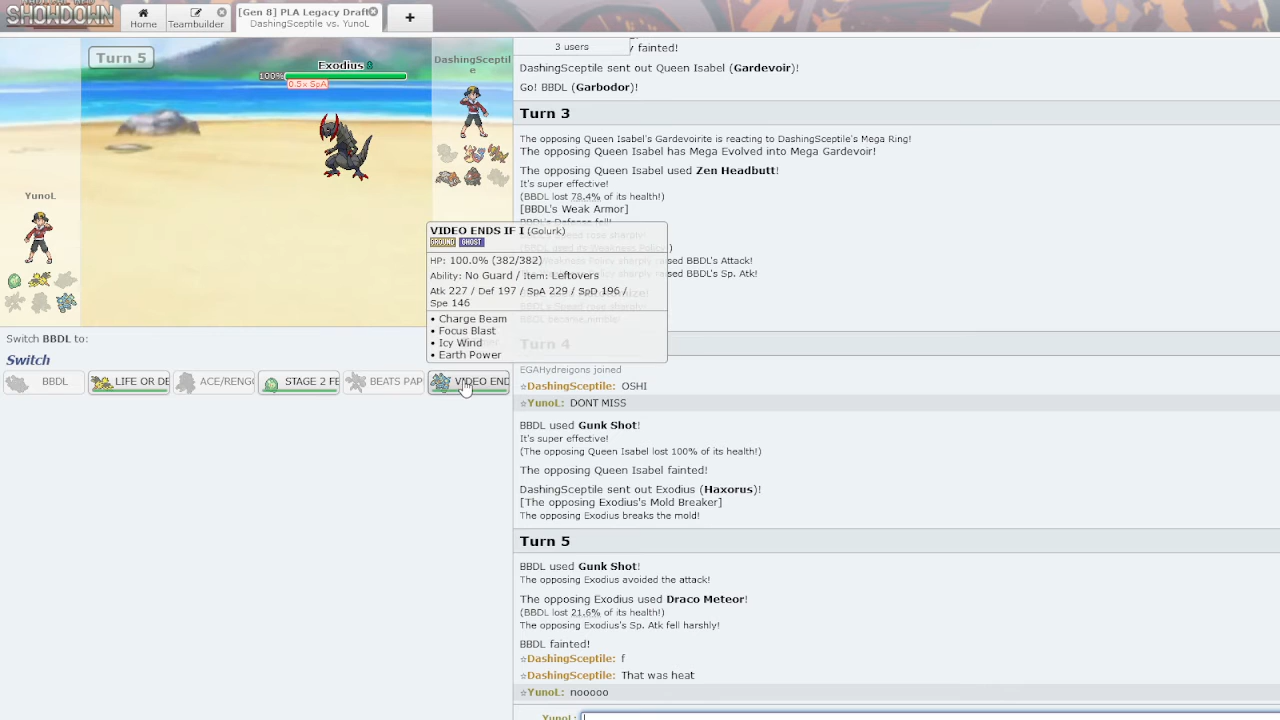 SHOWDOWN
Home
Teambuilder
[Gen 8] PLA Legacy Draft
DashingSceptile vs. YunoL
+
Turn 5
Exodius
100%
0.5x SpA
DashingSceptil
e
YunoL
3 users
fainted!
DashingSceptile sent out Queen Isabel (Gardevoir)!
Go! BBDL (Garbodor)!
Turn 3
The opposing Queen Isabel's Gardevoirite is reacting to DashingSceptile's Mega Ring!
The opposing Queen Isabel has Mega Evolved into Mega Gardevoir!
The opposing Queen Isabel used Zen Headbutt!
It's super effective!
(BBDL lost 78.4% of its health!)
[BBDL's Weak Armor]
VIDEO ENDS IF I (Golurk)
GROUND GHOST
HP: 100.0% (382/382)
Ability: No Guard / Item: Leftovers
Atk 227 / Def 197 / SpA 229 / SpD 196 /
Spe 146
• Charge Beam
• Focus Blast
• Icy Wind
• Earth Power
raised BBDL's Attack!
raised BBDL's Sp. Atk!
Turn 4
EGAHydreigons joined
☆DashingSceptile: OSHI
☆YunoL: DONT MISS
BBDL used Gunk Shot!
It's super effective!
(The opposing Queen Isabel lost 100% of its health!)
The opposing Queen Isabel fainted!
DashingSceptile sent out Exodius (Haxorus)!
[The opposing Exodius's Mold Breaker]
The opposing Exodius breaks the mold!
Turn 5
BBDL used Gunk Shot!
The opposing Exodius avoided the attack!
The opposing Exodius used Draco Meteor!
(BBDL lost 21.6% of its health!)
The opposing Exodius's Sp. Atk fell harshly!
BBDL fainted!
☆DashingSceptile: f
☆DashingSceptile: That was heat
☆YunoL: nooooo
YunoL:
Switch BBDL to:
Switch
BBDL
LIFE OR DE
ACE/RENG
STAGE 2 FE
BEATS PAP
VIDEO END